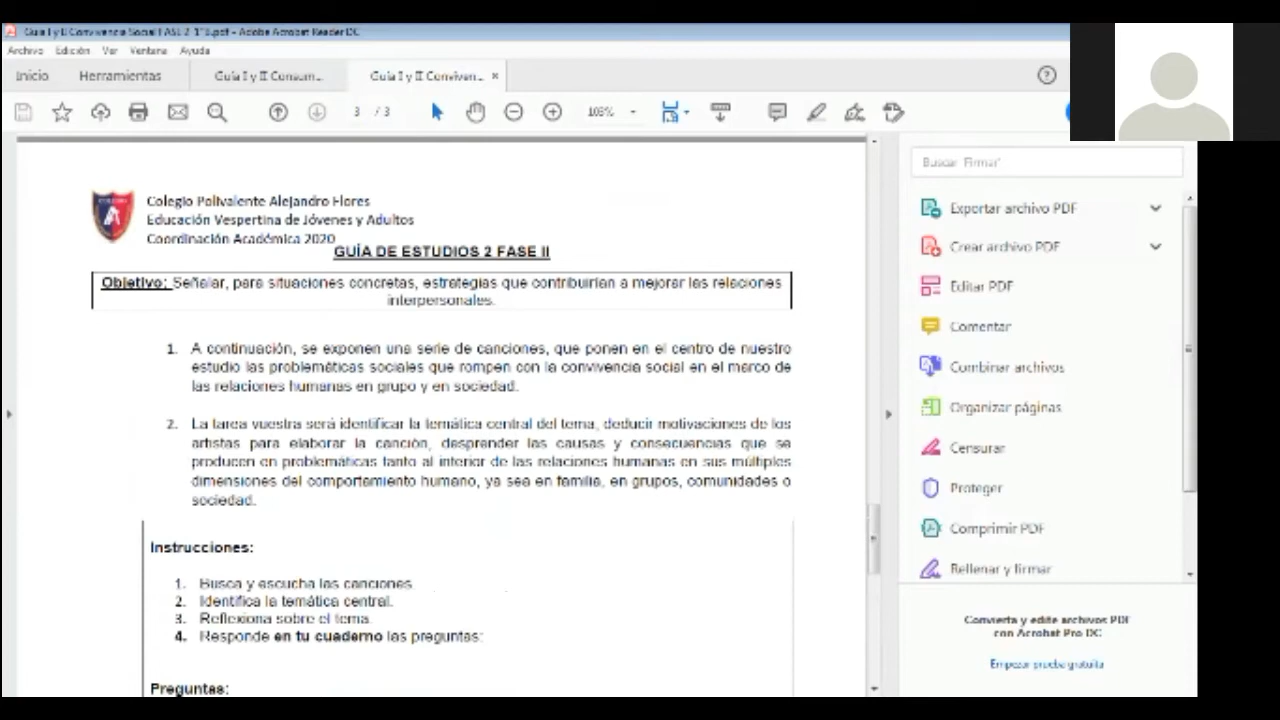 Guía I y II Convivencia Social FASE 2 1°B.pdf - Adobe Acrobat Reader DC
Archivo Edición Ver Ventana Ayuda
Inicio Herramientas Guía I y II Consum... Guía I y II Conviven... ×
3 / 3 108%
Colegio Polivalente Alejandro Flores
Educación Vespertina de Jóvenes y Adultos
Coordinación Académica 2020
GUÍA DE ESTUDIOS 2 FASE II
Objetivo: Señalar, para situaciones concretas, estrategias que contribuirían a mejorar las relaciones
interpersonales.
1. A continuación, se exponen una serie de canciones, que ponen en el centro de nuestro
estudio las problemáticas sociales que rompen con la convivencia social en el marco de
las relaciones humanas en grupo y en sociedad.
2. La tarea vuestra será identificar la temática central del tema, deducir motivaciones de los
artistas para elaborar la canción, desprender las causas y consecuencias que se
producen en problemáticas tanto al interior de las relaciones humanas en sus múltiples
dimensiones del comportamiento humano, ya sea en familia, en grupos, comunidades o
sociedad.
Instrucciones:
1. Busca y escucha las canciones
2. Identifica la temática central.
3. Reflexiona sobre el tema
4. Responde en tu cuaderno las preguntas:
Preguntas:
Buscar 'Firmar'
Exportar archivo PDF
Crear archivo PDF
Editar PDF
Comentar
Combinar archivos
Organizar páginas
Censurar
Proteger
Comprimir PDF
Rellenar y firmar
Convierta y edite archivos PDF
con Acrobat Pro DC
Empezar prueba gratuita